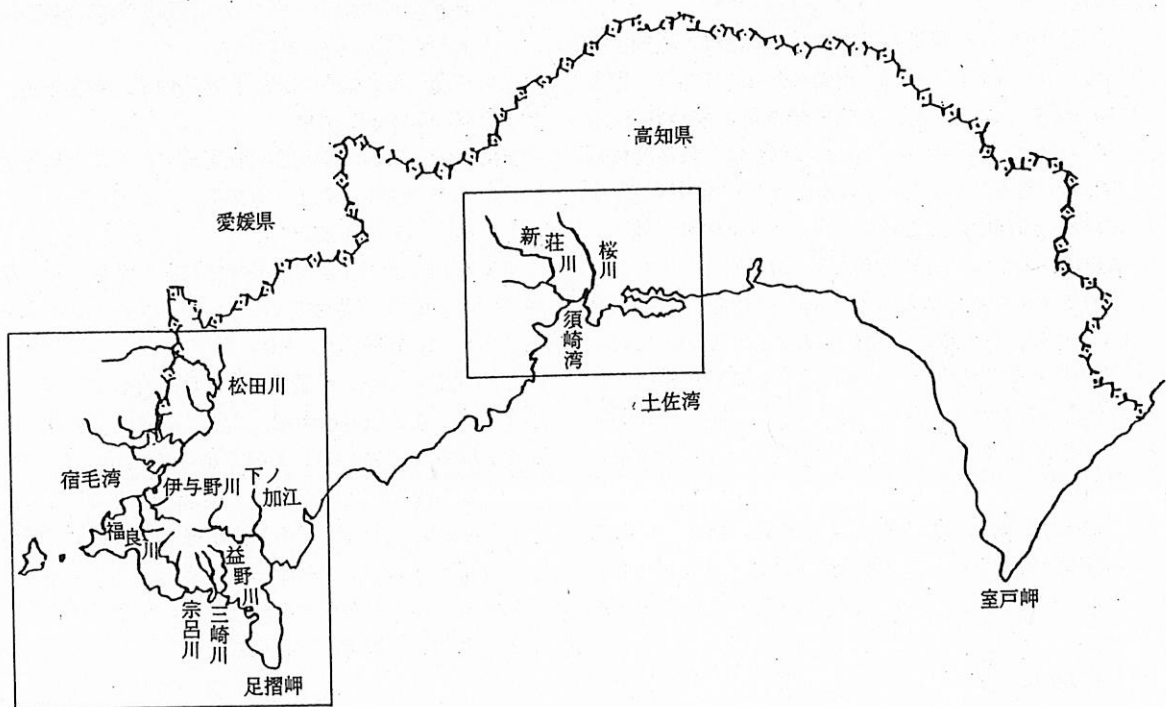 高知県
愛媛県
新荘川
桜川
須崎湾
土佐湾
松田川
宿毛湾
伊与野川
下ノ加江
福良川
益野川
宗呂川
三崎川
足摺岬
室戸岬